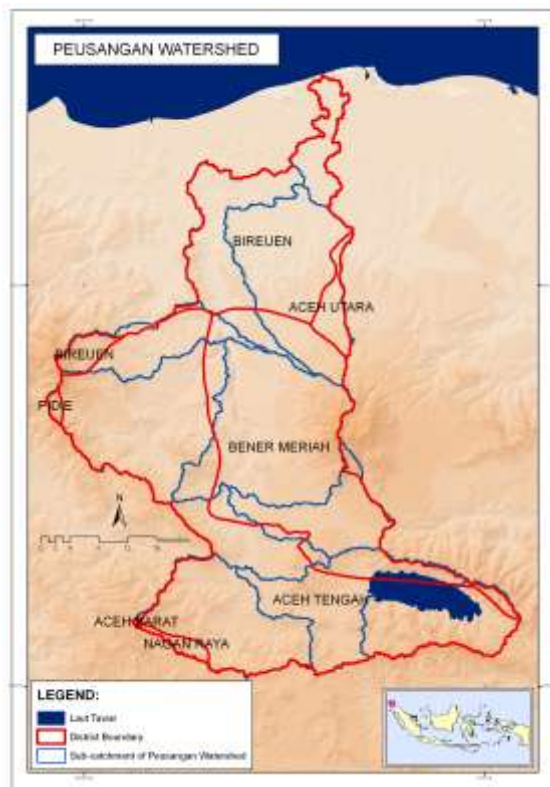 PEUSANGAN WATERSHED
BIREUEN
ACEH UTARA
BIREUEN
PIDIE
BENER MERIAH
N
ACEH TENGAH
ACEH BARAT
NAGAN RAYA
LEGEND:
Laut Tawar
District Boundary
Sub-catchment of Peusangan Watershed